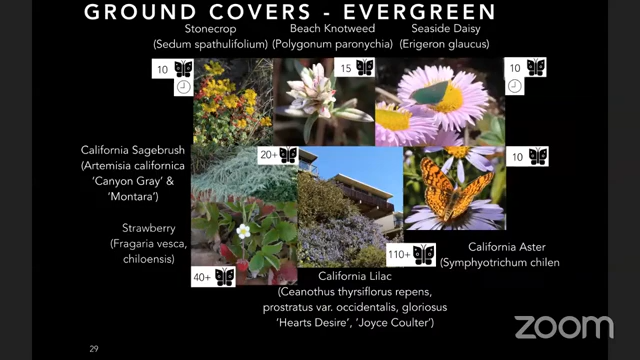 GROUND COVERS - EVERGREEN
Stonecrop
(Sedum spathulifolium)
Beach Knotweed
(Polygonum paronychia)
Seaside Daisy
(Erigeron glaucus)
10
15
10
California Sagebrush
(Artemisia californica
'Canyon Gray' &
'Montara')
20+
10
Strawberry
(Fragaria vesca,
chiloensis)
40+
110+
California Aster
(Symphyotrichum chilen
California Lilac
(Ceanothus thyrsiflorus repens,
prostratus var. occidentalis, gloriosus
'Hearts Desire', 'Joyce Coulter')
zoom
29